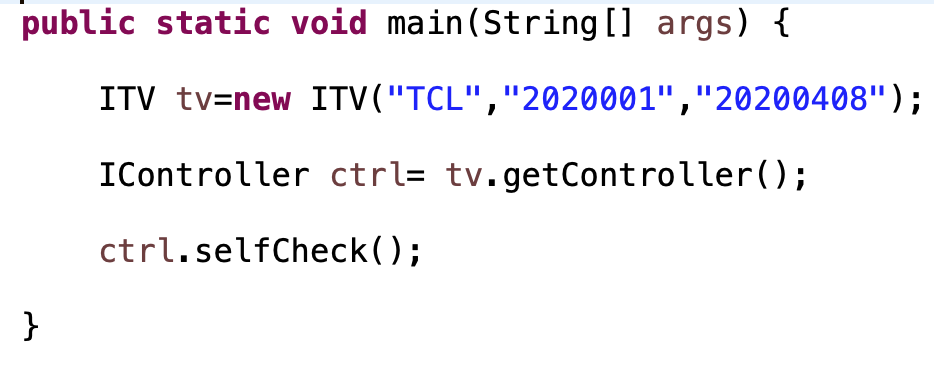 public static void main(String[] args) {
ITV tv=new ITV("TCL","2020001","20200408");
IController ctrl= tv.getController();
ctrl.selfCheck();
}